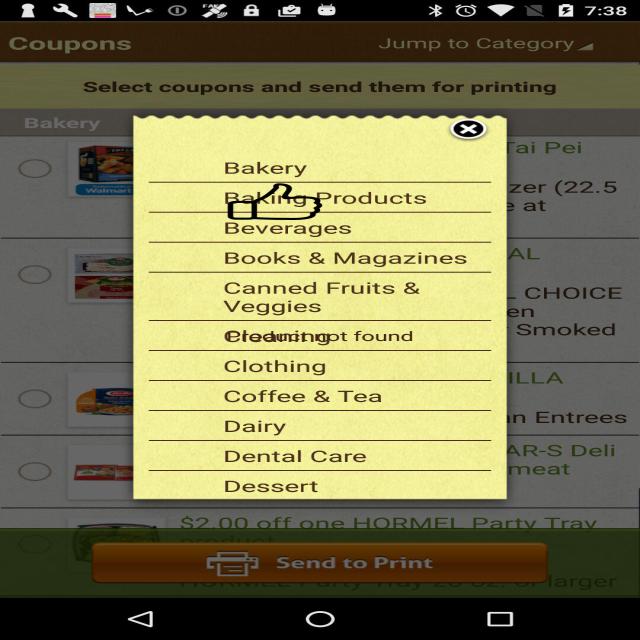 7:38
Coupons
Jump to Category
Select coupons and send them for printing
Bakery
Tai Pei
Walmart
zer (22.5
e at
AL
L CHOICE
en
Smoked
ILLA
an Entrees
AR-S Deli
meat
$2.00 off one HORMEL Party Tray
product
HORMEL Party Tray 28 oz. or larger
Bakery
Baking Products
Beverages
Books & Magazines
Canned Fruits &
Veggies
Cleaning
Product not found
Clothing
Coffee & Tea
Dairy
Dental Care
Dessert
Send to Print